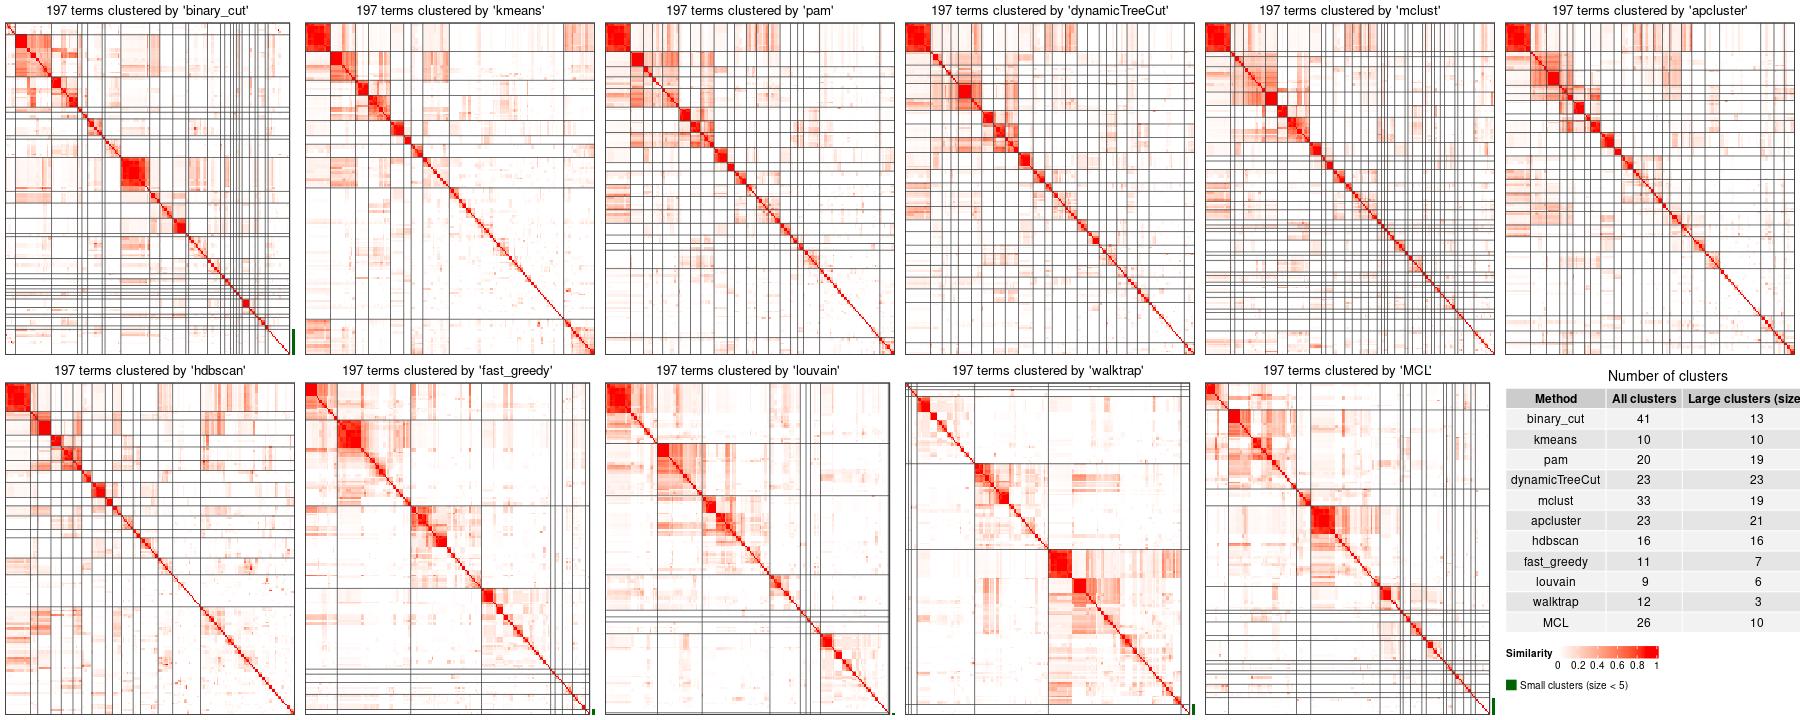 197 terms clustered by 'binary_cut'
197 terms clustered by 'kmeans'
197 terms clustered by 'pam'
197 terms clustered by 'dynamicTreeCut'
197 terms clustered by 'mclust'
197 terms clustered by 'apcluster'
197 terms clustered by 'hdbscan'
197 terms clustered by 'fast_greedy'
197 terms clustered by 'louvain'
197 terms clustered by 'walktrap'
197 terms clustered by 'MCL'
Number of clusters
Method All clusters Large clusters (size
binary_cut 41 13
kmeans 10 10
pam 20 19
dynamicTreeCut 23 23
mclust 33 19
apcluster 23 21
hdbscan 16 16
fast_greedy 11 7
louvain 9 6
walktrap 12 3
MCL 26 10
Similarity
0 0.2 0.4 0.6 0.8 1
Small clusters (size < 5)